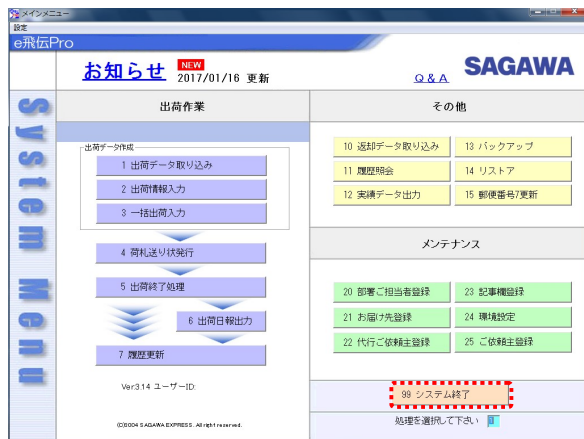 メインメニュー
設定
e飛伝Pro
お知らせ NEW 2017/01/16 更新
Q & A
SAGAWA
System Menu
出荷作業
出荷データ作成
1 出荷データ取り込み
2 出荷情報入力
3 一括出荷入力
4 荷札送り状発行
5 出荷終了処理
6 出荷日報出力
7 履歴更新
Ver3.14 ユーザーID:
(C)2004 SAGAWA EXPRESS. All right reserved.
その他
10 返却データ取り込み 13 バックアップ
11 履歴照会 14 リストア
12 実績データ出力 15 郵便番号7更新
メンテナンス
20 部署ご担当者登録 23 記事欄登録
21 お届け先登録 24 環境設定
22 代行ご依頼主登録 25 ご依頼主登録
99 システム終了
処理を選択して下さい